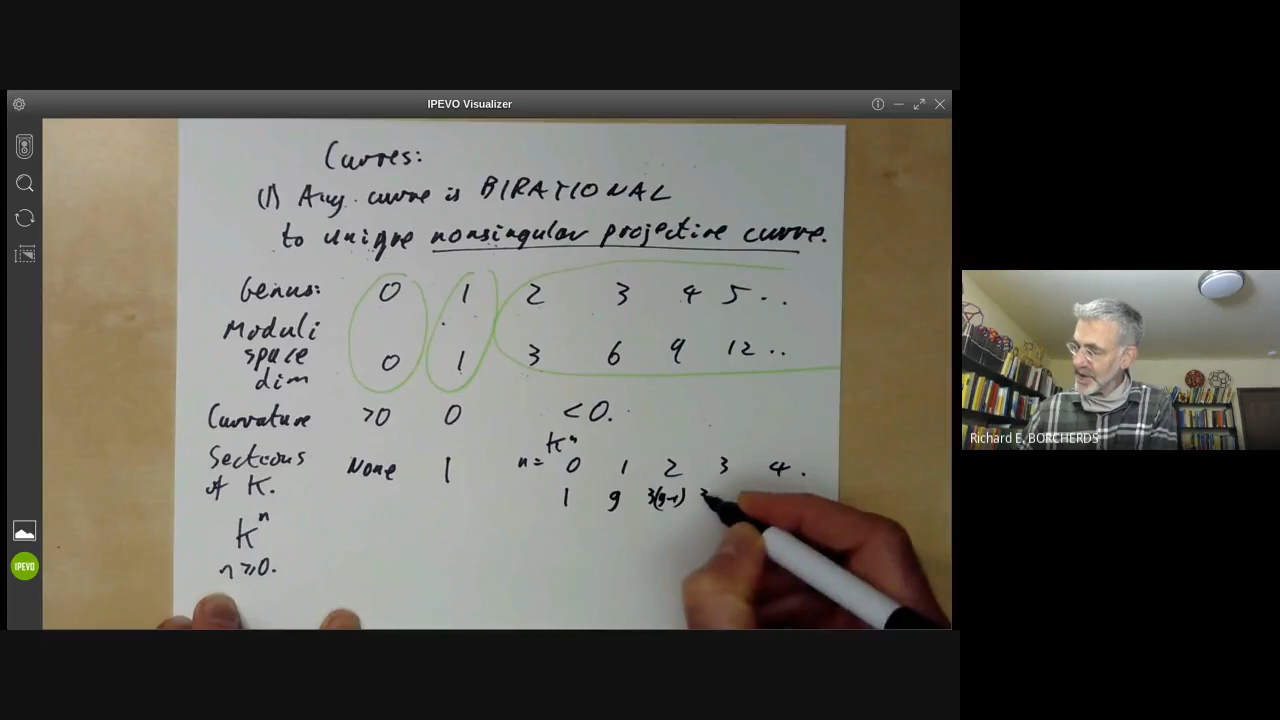 IPEVO Visualizer
Curves:
(1) Any curve is BIRATIONAL
to unique nonsingular projective curve.
Genus: 0 1 2 3 4 5 ..
Moduli
space 0 1 3 6 9 12 ..
dim
Curvature >0 0 <0.
K^n
Sections None 1 n = 0 1 2 3 4 .
of K. 1 g 3(g-1) 3
K^n
n≥0.
IPEVO
Richard E. BORCHERDS